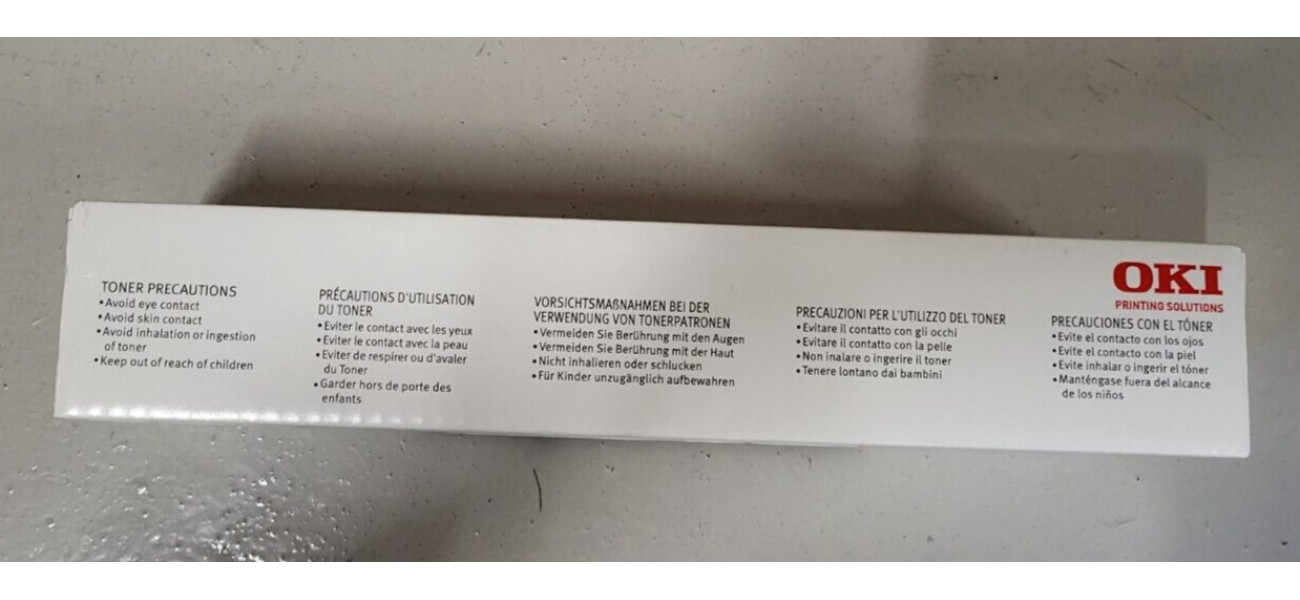 TONER PRECAUTIONS
•Avoid eye contact
•Avoid skin contact
•Avoid inhalation or ingestion
of toner
•Keep out of reach of children
PRÉCAUTIONS D'UTILISATION
DU TONER
•Eviter le contact avec les yeux
•Eviter le contact avec la peau
•Eviter de respirer ou d'avaler
du Toner
•Garder hors de porte des
enfants
VORSICHTSMAßNAHMEN BEI DER
VERWENDUNG VON TONERPATRONEN
•Vermeiden Sie Berührung mit den Augen
•Vermeiden Sie Berührung mit der Haut
•Nicht inhalieren oder schlucken
•Für Kinder unzugänglich aufbewahren
PRECAUZIONI PER L'UTILIZZO DEL TONER
•Evitare il contatto con gli occhi
•Evitare il contatto con la pelle
•Non inalare o ingerire il toner
•Tenere lontano dai bambini
OKI
PRINTING SOLUTIONS
PRECAUCIONES CON EL TÓNER
•Evite el contacto con los ojos
•Evite el contacto con la piel
•Evite inhalar o ingerir el tóner
•Manténgase fuera del alcance
de los niños